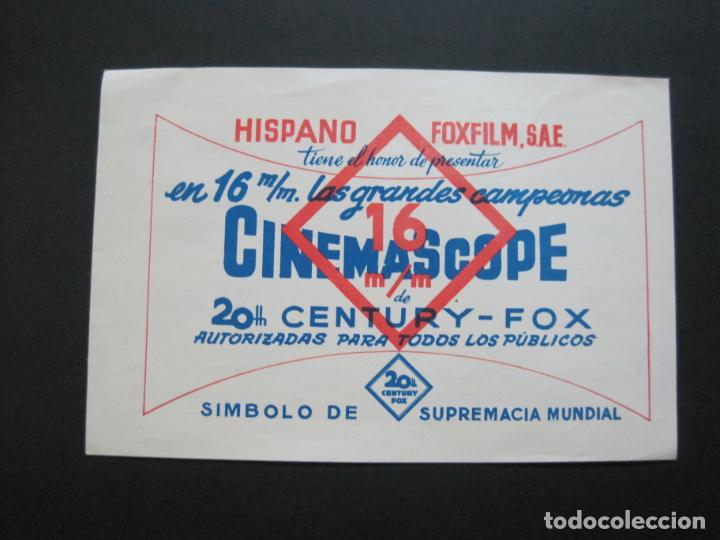 HISPANO FOXFILM, S.A.E.
tiene el honor de presentar
en 16 m/m. las grandes campeonas
16 m/m
CINEMASCOPE
de
20th CENTURY-FOX
AUTORIZADAS PARA TODOS LOS PÚBLICOS
20th
CENTURY
FOX
SIMBOLO DE SUPREMACIA MUNDIAL
todocoleccion